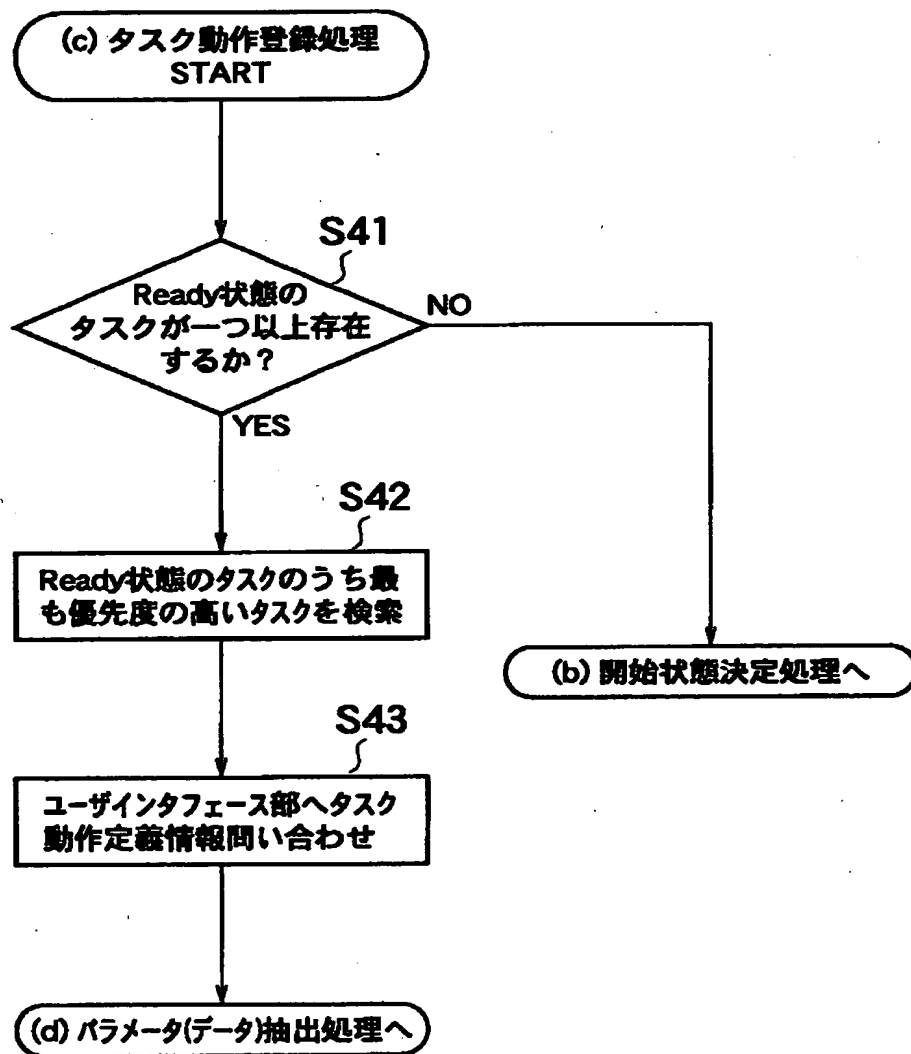 (c) タスク動作登録処理
START
S41
Ready状態の
タスクが一つ以上存在
するか？
NO
YES
S42
Ready状態のタスクのうち最
も優先度の高いタスクを検索
(b) 開始状態決定処理へ
S43
ユーザインタフェース部へタスク
動作定義情報問い合わせ
(d) パラメータ(データ)抽出処理へ